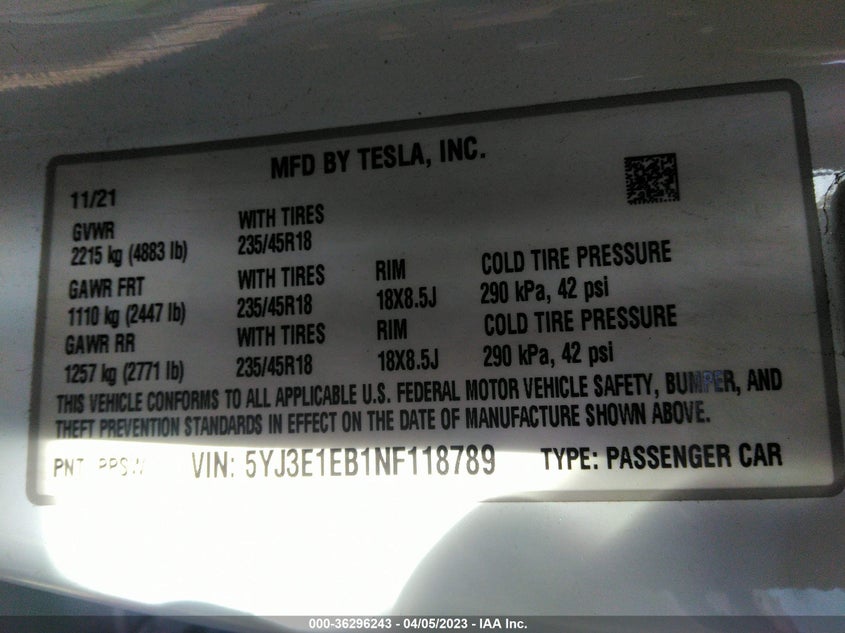 MFD BY TESLA, INC.
11/21
GVWR
2215 kg (4883 lb)
WITH TIRES
235/45R18
GAWR FRT
1110 kg (2447 lb)
WITH TIRES
235/45R18
RIM
18X8.5J
COLD TIRE PRESSURE
290 kPa, 42 psi
GAWR RR
1257 kg (2771 lb)
WITH TIRES
235/45R18
RIM
18X8.5J
COLD TIRE PRESSURE
290 kPa, 42 psi
THIS VEHICLE CONFORMS TO ALL APPLICABLE U.S. FEDERAL MOTOR VEHICLE SAFETY, BUMPER, AND
THEFT PREVENTION STANDARDS IN EFFECT ON THE DATE OF MANUFACTURE SHOWN ABOVE.
PNT: PPSW VIN: 5YJ3E1EB1NF118789 TYPE: PASSENGER CAR
000-36296243 - 04/05/2023 - IAA Inc.